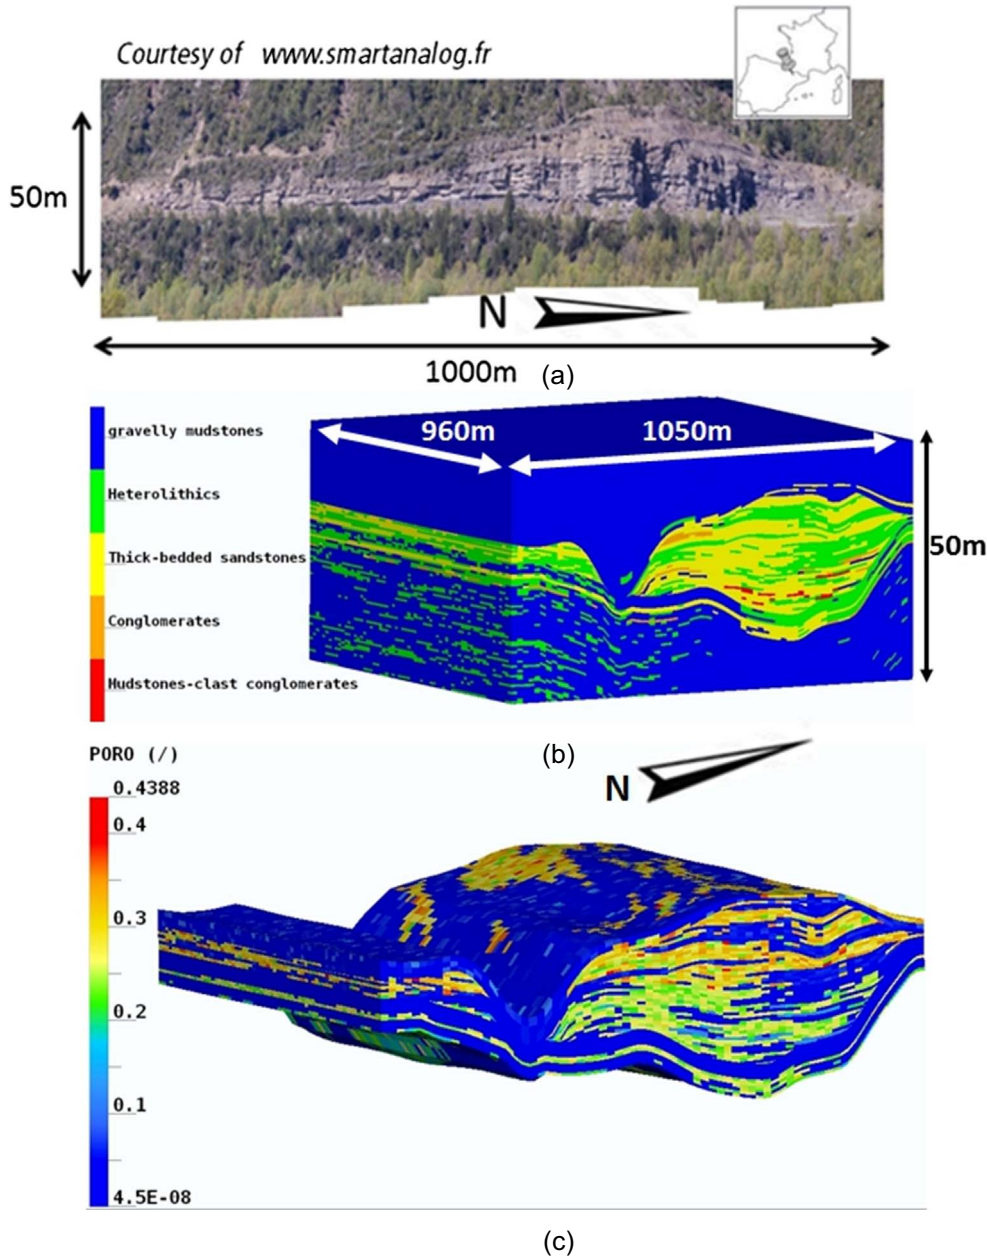 Courtesy of www.smartanalog.fr
50m
N
1000m
(a)
gravelly mudstones
Heterolithics
Thick-bedded sandstones
Conglomerates
Mudstones-clast conglomerates
960m
1050m
50m
(b)
N
PORO (/)
0.4388
0.4
0.3
0.2
0.1
4.5E-08
(c)